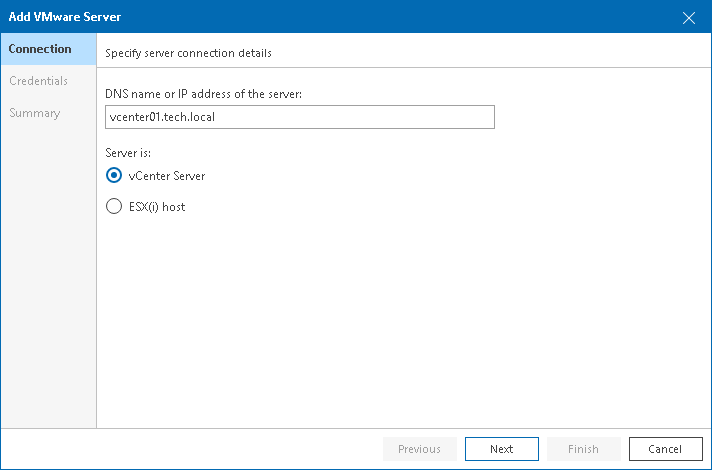 Add VMware Server
Connection
Credentials
Summary
Specify server connection details
DNS name or IP address of the server:
vcenter01.tech.local
Server is:
vCenter Server
ESX(i) host
Previous
Next
Finish
Cancel